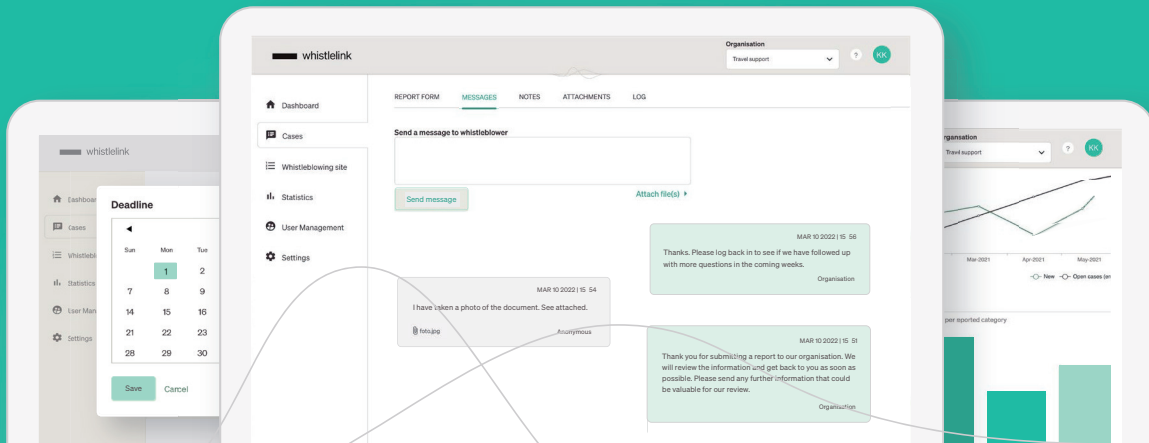 whistlelink
Organisation
Travel support
?
KK
Dashboard
Cases
Whistleblowing site
Statistics
User Management
Settings
REPORT FORM
MESSAGES
NOTES
ATTACHMENTS
LOG
Send a message to whistleblower
Attach file(s)
Send message
MAR 10 2022 | 15 56
Thanks. Please log back in to see if we have followed up
with more questions in the coming weeks.
Organisation
MAR 10 2022 | 15 54
I have taken a photo of the document. See attached.
foto.jpg
Anonymous
MAR 10 2022 | 15 51
Thank you for submitting a report to our organisation. We
will review the information and get back to you as soon as
possible. Please send any further information that could
be valuable for our review.
Organisation
whistlelink
Cases
Statistics
Settings
Deadline
Sun Mon Tue
1 2
7 8 9
14 15 16
21 22 23
28 29 30
Save
Cancel
Travel support
?
KK
Mar-2021 Apr-2021 May-2021
New
Open cases
per reported category